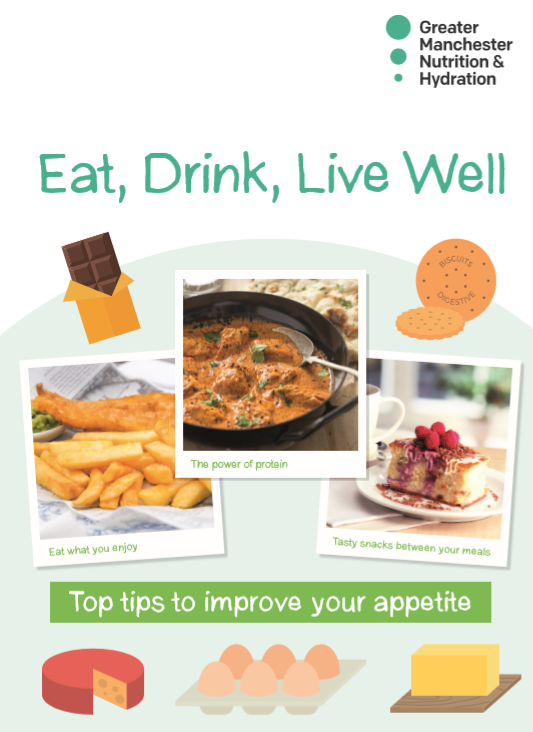 Greater
Manchester
Nutrition &
Hydration
Eat, Drink, Live Well
BISCUITS
DIGESTIVE
The power of protein
Eat what you enjoy
Tasty snacks between your meals
Top tips to improve your appetite